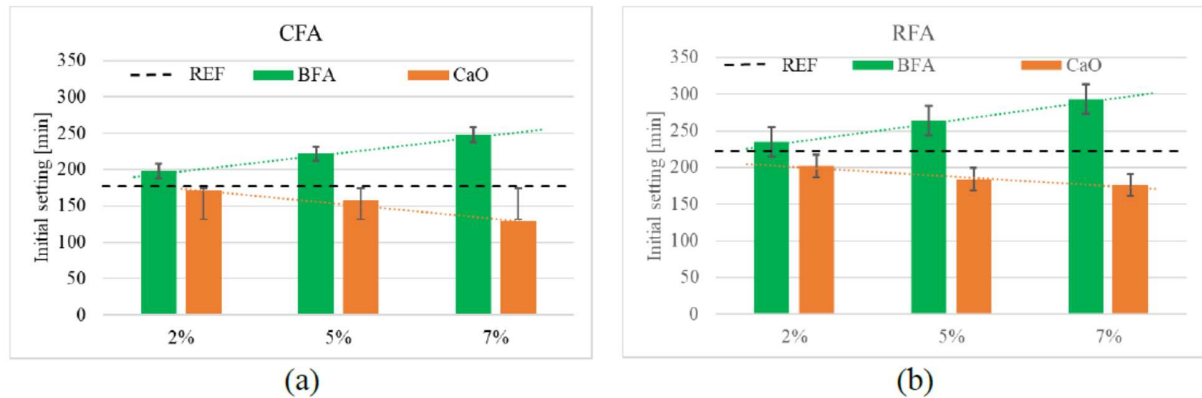 CFA
350
REF BFA CaO
300
250
200
150
100
50
0
Initial setting [min]
2% 5% 7%
(a)
RFA
350
REF BFA CaO
300
250
200
150
100
50
0
Initial setting [min]
2% 5% 7%
(b)